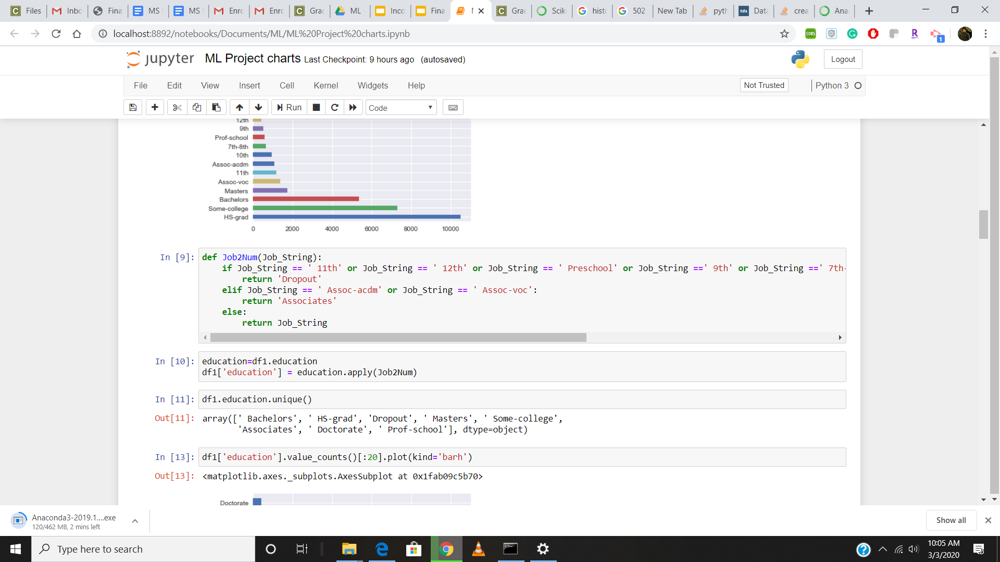 Files
Inbo
Fina
MS
MS
Enro
Enro
Grac
ML
Inco
Fina
Grac
Scik
histo
502
New Tab
pyth
tds
Data
crea
Ana
localhost:8892/notebooks/Documents/ML/ML%20Project%20charts.ipynb
CORS
R
1
jupyter ML Project charts Last Checkpoint: 9 hours ago (autosaved)
Logout
File Edit View Insert Cell Kernel Widgets Help
Not Trusted
Python 3
Run
Code
12th
9th
Prof-school
7th-8th
10th
Assoc-acdm
11th
Assoc-voc
Masters
Bachelors
Some-college
HS-grad
0 2000 4000 6000 8000 10000
In [9]: def Job2Num(Job_String):
if Job_String == ' 11th' or Job_String == ' 12th' or Job_String == ' Preschool' or Job_String ==' 9th' or Job_String ==' 7th-
return 'Dropout'
elif Job_String == ' Assoc-acdm' or Job_String == ' Assoc-voc':
return 'Associates'
else:
return Job_String
In [10]: education=df1.education
df1['education'] = education.apply(Job2Num)
In [11]: df1.education.unique()
Out[11]: array([' Bachelors', ' HS-grad', 'Dropout', ' Masters', ' Some-college',
'Associates', ' Doctorate', ' Prof-school'], dtype=object)
In [13]: df1['education'].value_counts()[:20].plot(kind='barh')
Out[13]: <matplotlib.axes._subplots.AxesSubplot at 0x1fab09c5b70>
Doctorate
Anaconda3-2019.1....exe
120/462 MB, 2 mins left
Show all
Type here to search
10:05 AM
3/3/2020